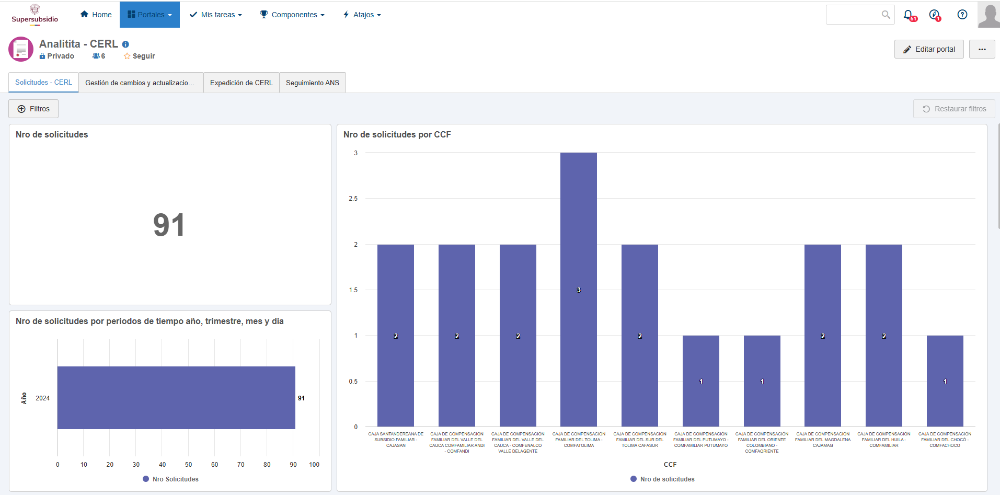 Supersubsidio
Home
Portales
Mis tareas
Componentes
Atajos
51
1
Analitita - CERL
Privado
6
Seguir
Editar portal
Solicitudes - CERL
Gestión de cambios y actualizacio...
Expedición de CERL
Seguimiento ANS
Filtros
Restaurar filtros
Nro de solicitudes
91
Nro de solicitudes por periodos de tiempo año, trimestre, mes y dia
Año
2024
91
0 10 20 30 40 50 60 70 80 90 100
Nro Solicitudes
Nro de solicitudes por CCF
3
2.5
2
1.5
1
0.5
0
2 2 2 3 2 1 1 2 2 1
CAJA SANTANDEREANA DE
SUBSIDIO FAMILIAR -
CAJASAN
CAJA DE COMPENSACIÓN
FAMILIAR DEL VALLE DEL
CAUCA COMFAMILIAR ANDI
- COMFANDI
CAJA DE COMPENSACIÓN
FAMILIAR DEL VALLE DEL
CAUCA - COMFENALCO
VALLE DELAGENTE
CAJA DE COMPENSACIÓN
FAMILIAR DEL TOLIMA -
COMFATOLIMA
CAJA DE COMPENSACIÓN
FAMILIAR DEL SUR DEL
TOLIMA CAFASUR
CAJA DE COMPENSACIÓN
FAMILIAR DEL PUTUMAYO -
COMFAMILIAR PUTUMAYO
CAJA DE COMPENSACIÓN
FAMILIAR DEL ORIENTE
COLOMBIANO -
COMFAORIENTE
CAJA DE COMPENSACIÓN
FAMILIAR DEL MAGDALENA
CAJAMAG
CAJA DE COMPENSACIÓN
FAMILIAR DEL HUILA -
COMFAMILIAR
CAJA DE COMPENSACIÓN
FAMILIAR DEL CHOCÓ -
COMFACHOCO
CCF
Nro de solicitudes